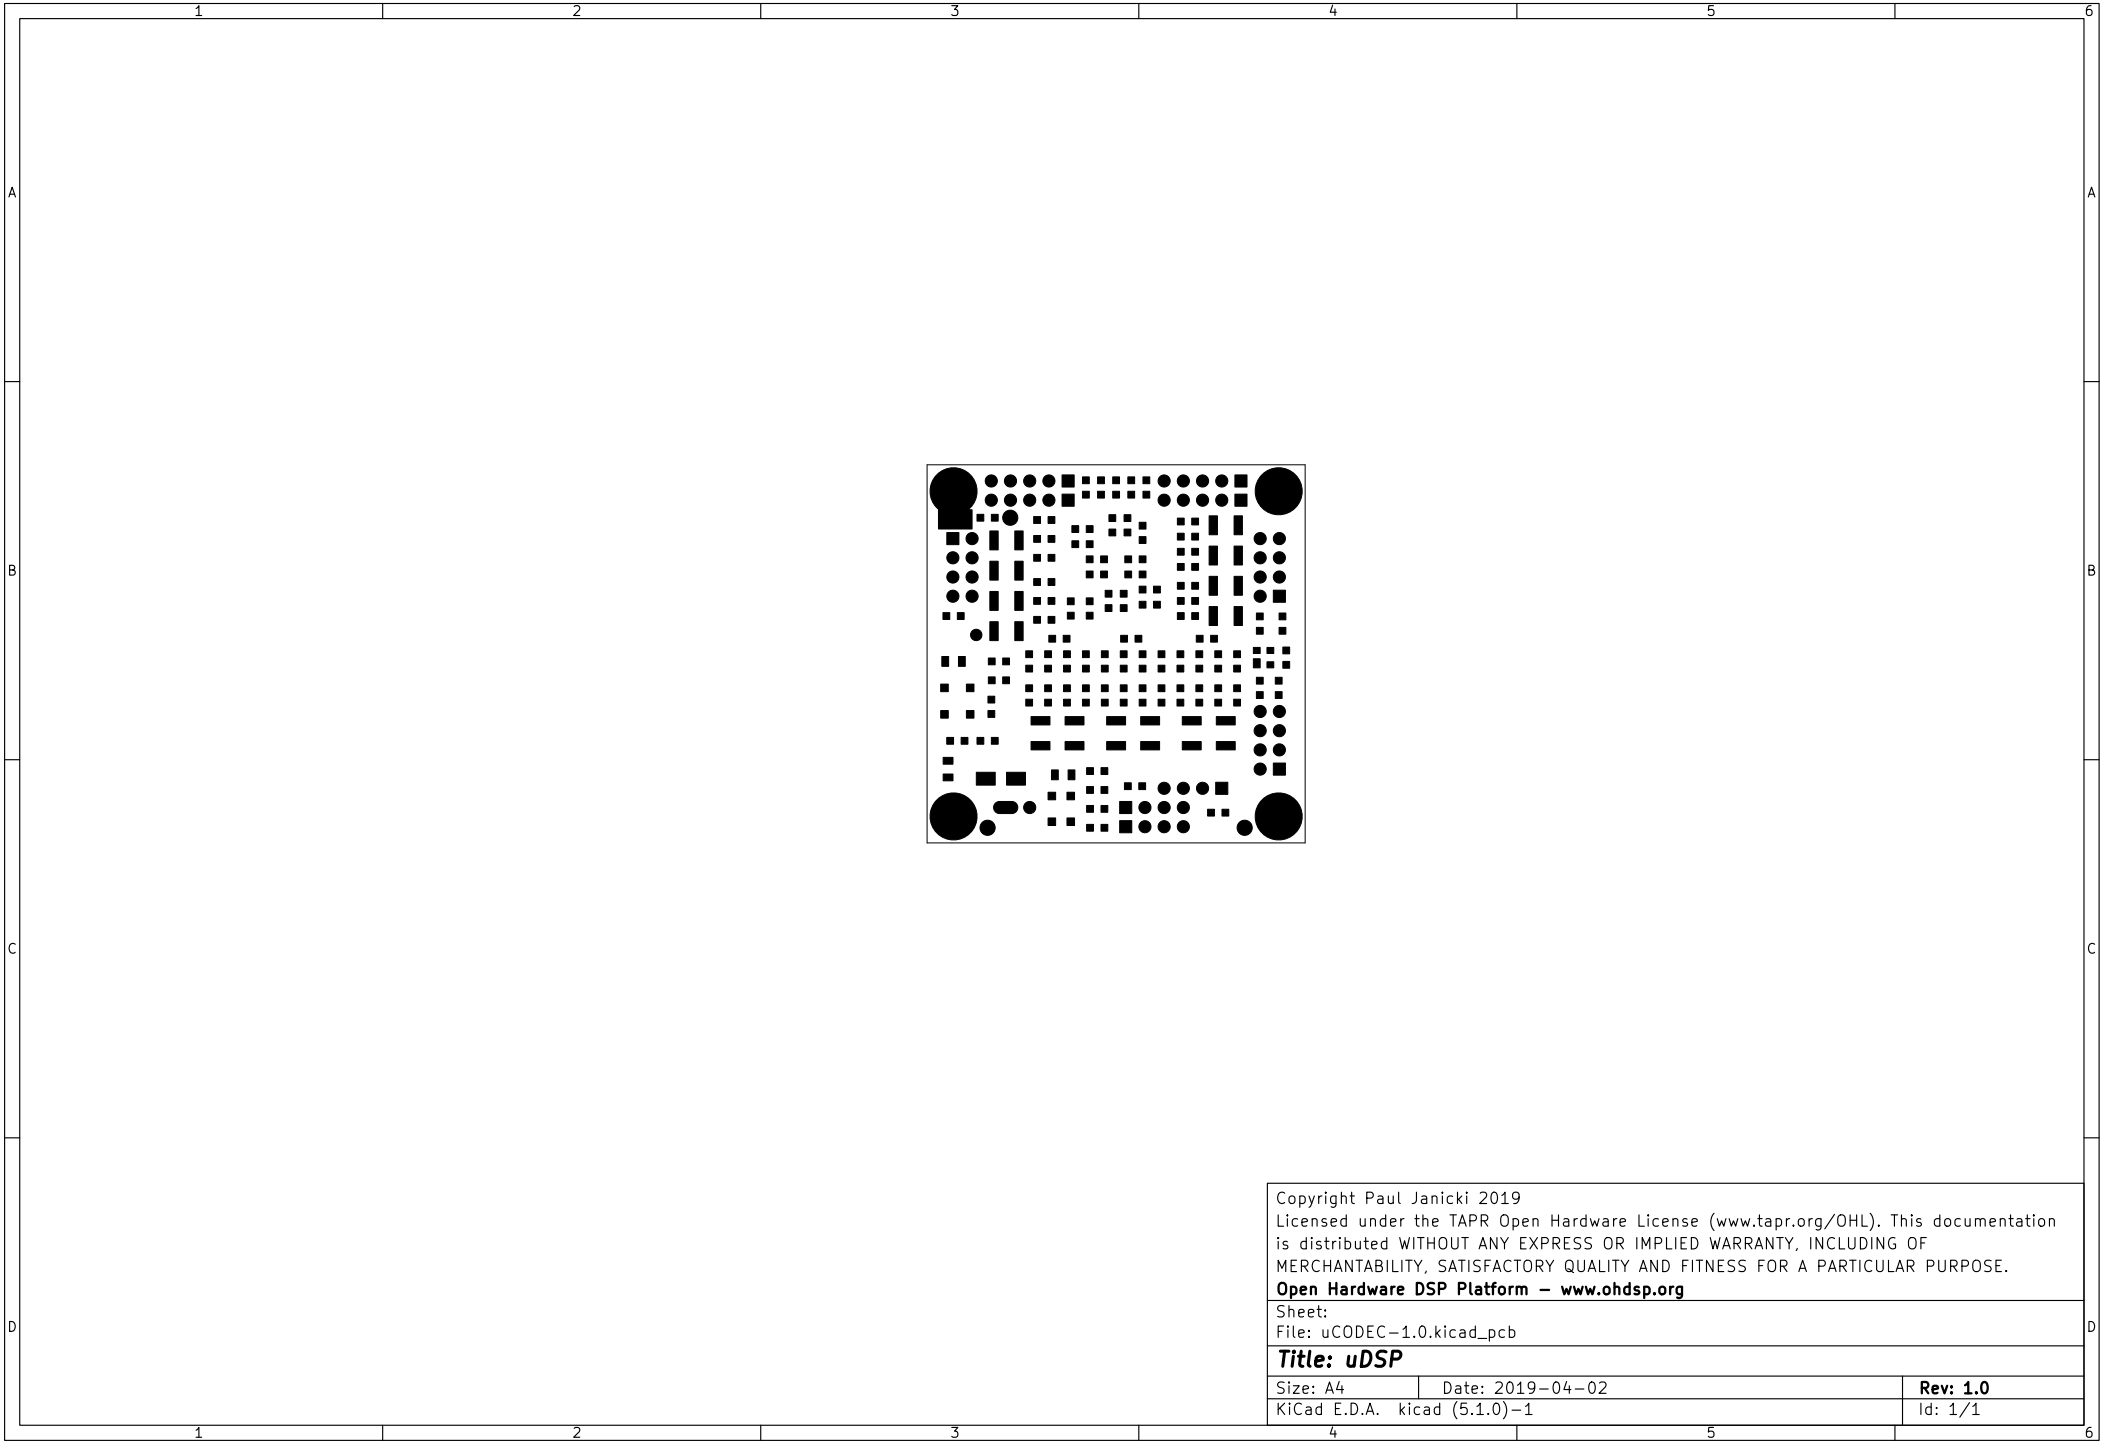 1 2 3 4 5 6
A A
B B
C C
Copyright Paul Janicki 2019
Licensed under the TAPR Open Hardware License (www.tapr.org/OHL). This documentation
is distributed WITHOUT ANY EXPRESS OR IMPLIED WARRANTY, INCLUDING OF
MERCHANTABILITY, SATISFACTORY QUALITY AND FITNESS FOR A PARTICULAR PURPOSE.
Open Hardware DSP Platform – www.ohdsp.org
Sheet:
D D
File: uCODEC–1.0.kicad_pcb
Title: uDSP
Size: A4 Date: 2019–04–02 Rev: 1.0
KiCad E.D.A. kicad (5.1.0)–1 Id: 1/1
1 2 3 4 5 6